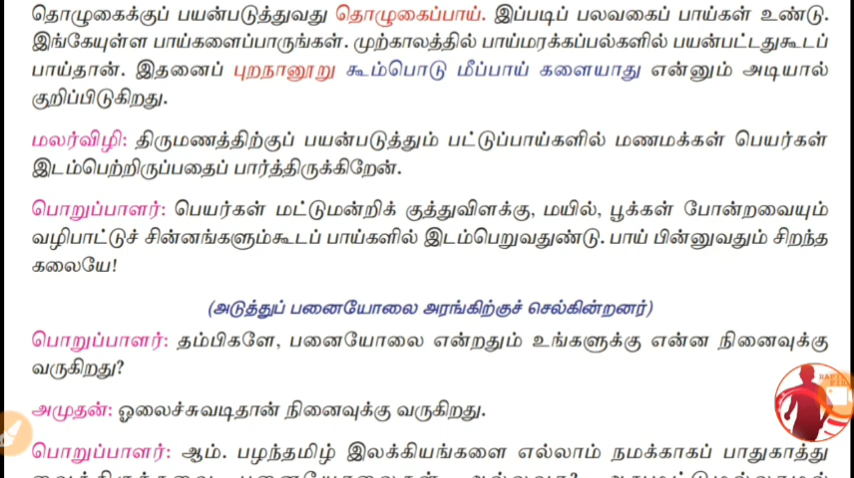 தொழுகைக்குப் பயன்படுத்துவது தொழுகைப்பாய். இப்படிப் பலவகைப் பாய்கள் உண்டு.
இங்கேயுள்ள பாய்களைப்பாருங்கள். முற்காலத்தில் பாய்மரக்கப்பல்களில் பயன்பட்டதுகூடப்
பாய்தான். இதனைப் புறநானூறு கூம்பொடு மீப்பாய் களையாது என்னும் அடியால்
குறிப்பிடுகிறது.
மலர்விழி: திருமணத்திற்குப் பயன்படுத்தும் பட்டுப்பாய்களில் மணமக்கள் பெயர்கள்
இடம்பெற்றிருப்பதைப் பார்த்திருக்கிறேன்.
பொறுப்பாளர்: பெயர்கள் மட்டுமன்றிக் குத்துவிளக்கு, மயில், பூக்கள் போன்றவையும்
வழிபாட்டுச் சின்னங்களும்கூடப் பாய்களில் இடம்பெறுவதுண்டு. பாய் பின்னுவதும் சிறந்த
கலையே!
(அடுத்துப் பனையோலை அரங்கிற்குச் செல்கின்றனர்)
பொறுப்பாளர்: தம்பிகளே, பனையோலை என்றதும் உங்களுக்கு என்ன நினைவுக்கு
வருகிறது?
அமுதன்: ஓலைச்சுவடிதான் நினைவுக்கு வருகிறது.
பொறுப்பாளர்: ஆம். பழந்தமிழ் இலக்கியங்களை எல்லாம் நமக்காகப் பாதுகாத்து